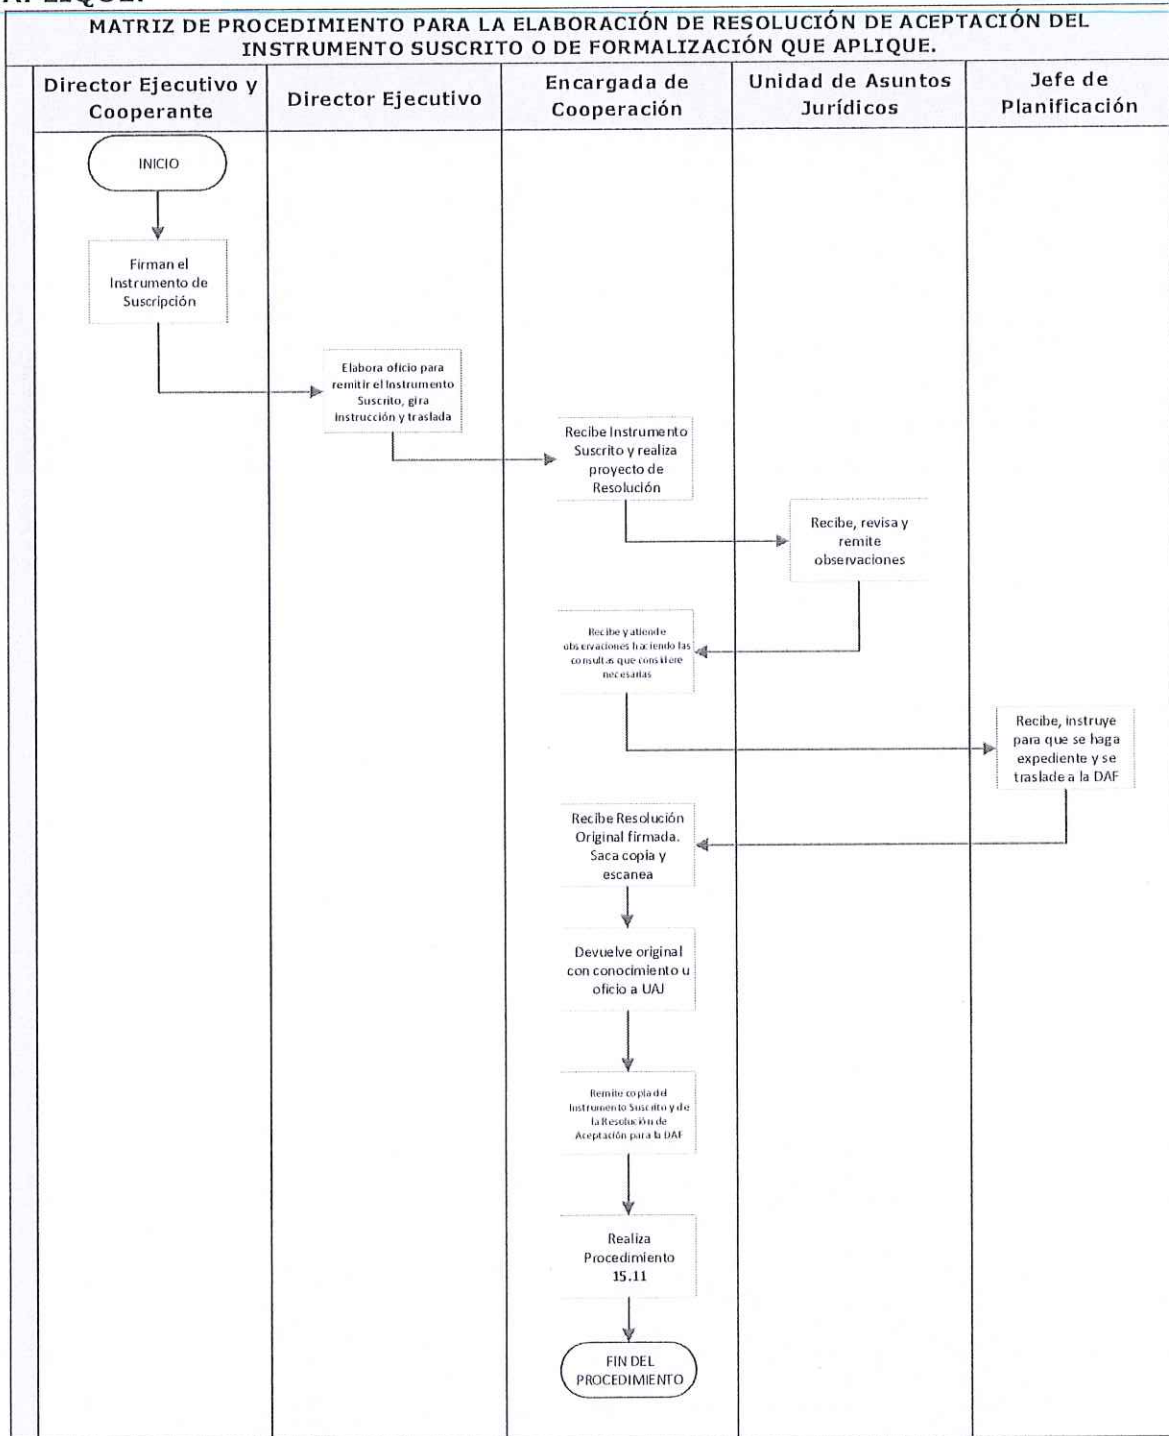 APLIQUE.
MATRIZ DE PROCEDIMIENTO PARA LA ELABORACIÓN DE RESOLUCIÓN DE ACEPTACIÓN DEL
INSTRUMENTO SUSCRITO O DE FORMALIZACIÓN QUE APLIQUE.
Director Ejecutivo y
Cooperante
Director Ejecutivo
Encargada de
Cooperación
Unidad de Asuntos
Jurídicos
Jefe de
Planificación
INICIO
Firman el
Instrumento de
Suscripción
Elabora oficio para
remitir el Instrumento
Suscrito, gira
instrucción y traslada
Recibe Instrumento
Suscrito y realiza
proyecto de
Resolución
Recibe, revisa y
remite
observaciones
Recibe y atiende
observaciones haciendo las
consultas que considere
necesarias
Recibe, instruye
para que se haga
expediente y se
traslade a la DAF
Recibe Resolución
Original firmada.
Saca copia y
escanea
Devuelve original
con conocimiento u
oficio a UAJ
Remite copia del
Instrumento Suscrito y de
la Resolución de
Aceptación para la DAF
Realiza
Procedimiento
15.11
FIN DEL
PROCEDIMIENTO